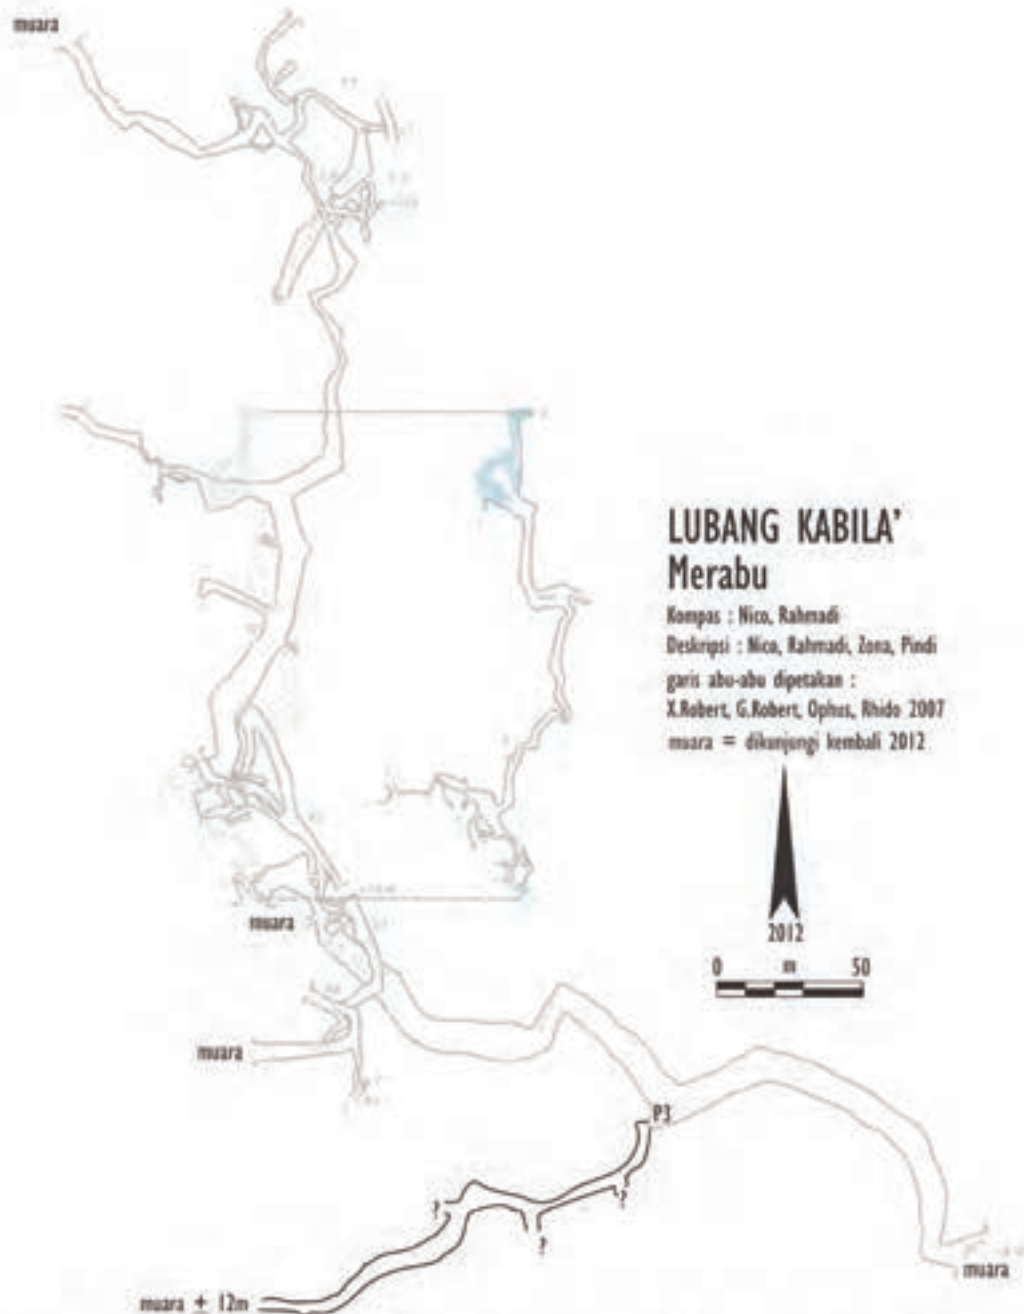 muara
LUBANG KABILA'
Merabu
Kompas : Nico, Rahmadi
Deskripsi : Nico, Rahmadi, Zona, Pindi
garis abu-abu dipetakan :
X.Robert, G.Robert, Ophus, Rhido 2007
muara = dikunjungi kembali 2012
2012
0 m 50
muara
muara
P3
?
?
?
muara
muara + 12m